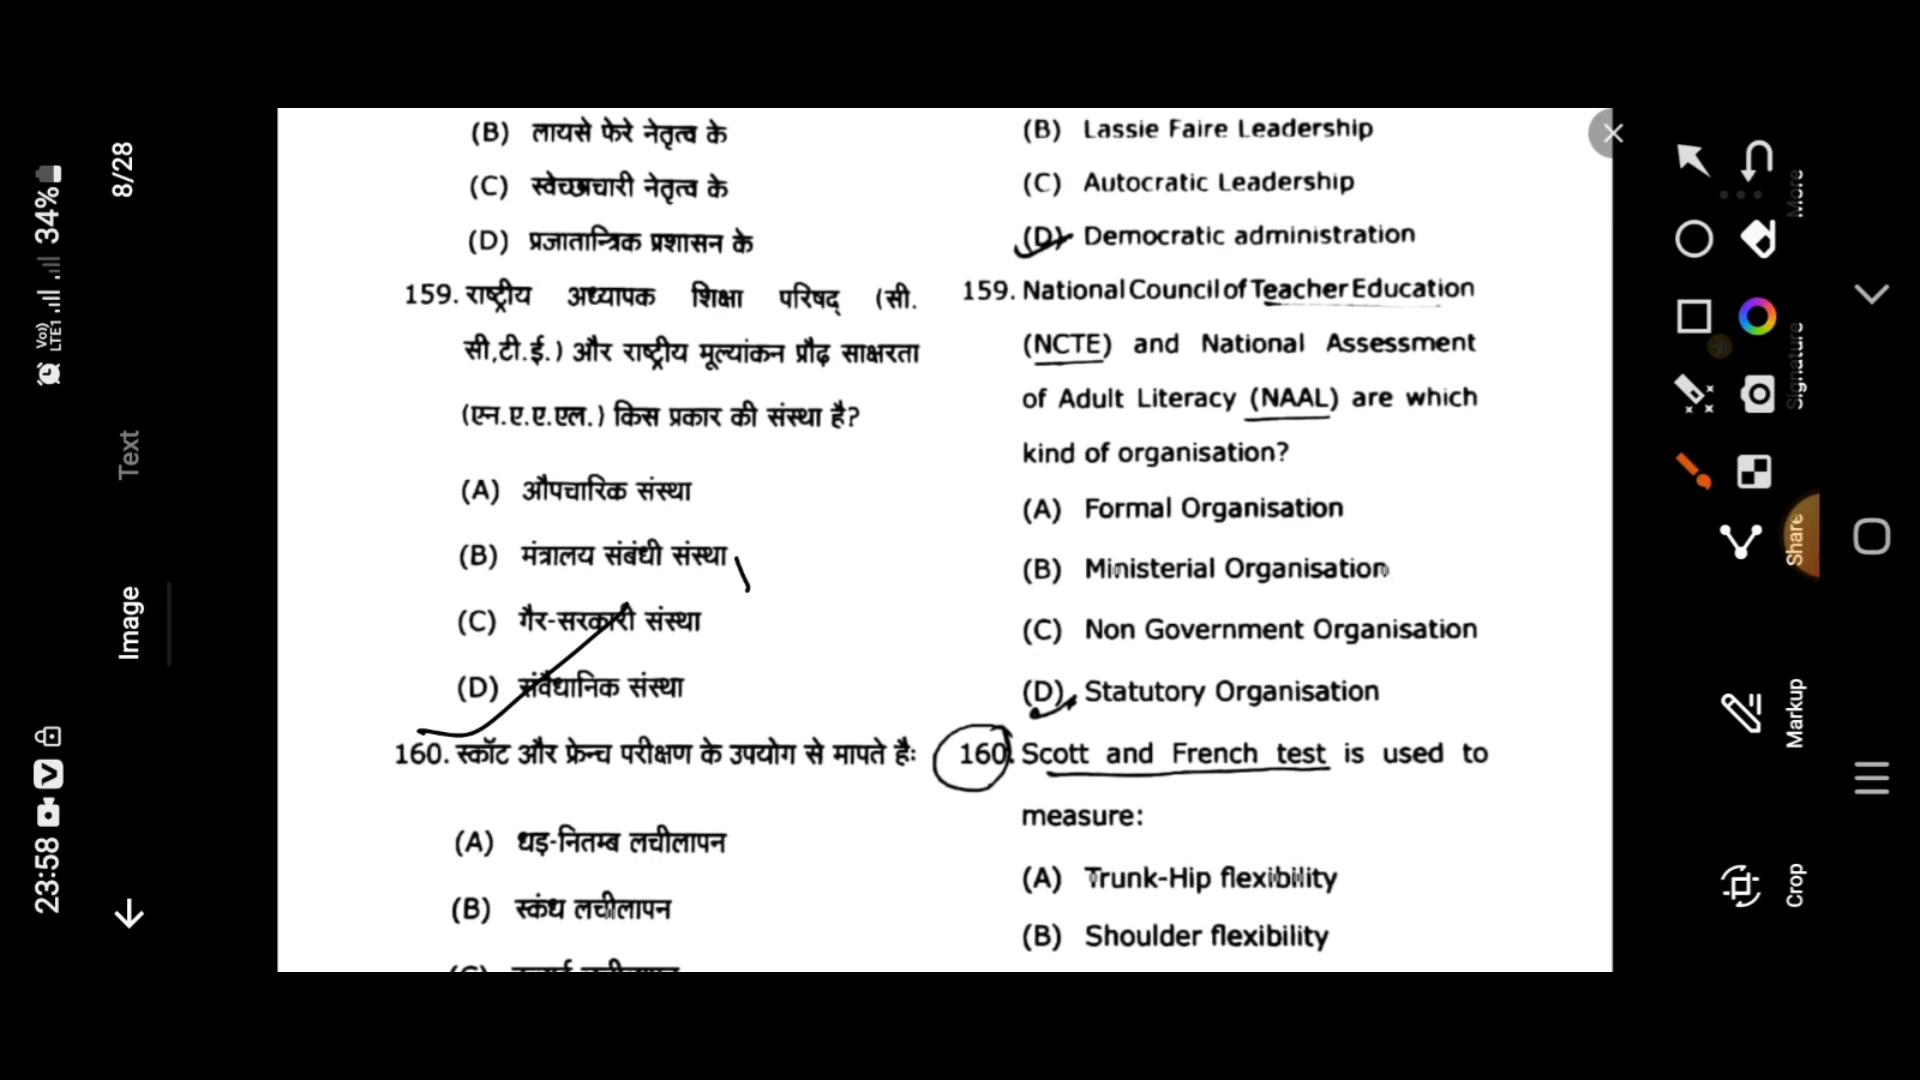 (B) लायसे फेरे नेतृत्व के
(C) स्वेच्छाचारी नेतृत्व के
(D) प्रजातान्त्रिक प्रशासन के
159. राष्ट्रीय अध्यापक शिक्षा परिषद् (सी.
सी,टी.ई.) और राष्ट्रीय मूल्यांकन प्रौढ़ साक्षरता
(एन.ए.ए.एल.) किस प्रकार की संस्था है?
(A) औपचारिक संस्था
(B) मंत्रालय संबंधी संस्था
(C) गैर-सरकारी संस्था
(D) संवैधानिक संस्था
160. स्कॉट और फ्रेन्च परीक्षण के उपयोग से मापते हैः
(A) धड़-नितम्ब लचीलापन
(B) स्कंध लचीलापन
(B) Lassie Faire Leadership
(C) Autocratic Leadership
(D) Democratic administration
159. National Council of Teacher Education
(NCTE) and National Assessment
of Adult Literacy (NAAL) are which
kind of organisation?
(A) Formal Organisation
(B) Ministerial Organisation
(C) Non Government Organisation
(D) Statutory Organisation
160. Scott and French test is used to
measure:
(A) Trunk-Hip flexibility
(B) Shoulder flexibility
23:58
LTE1
34%
8/28
Text
Image
More
Signature
Share
Markup
Crop